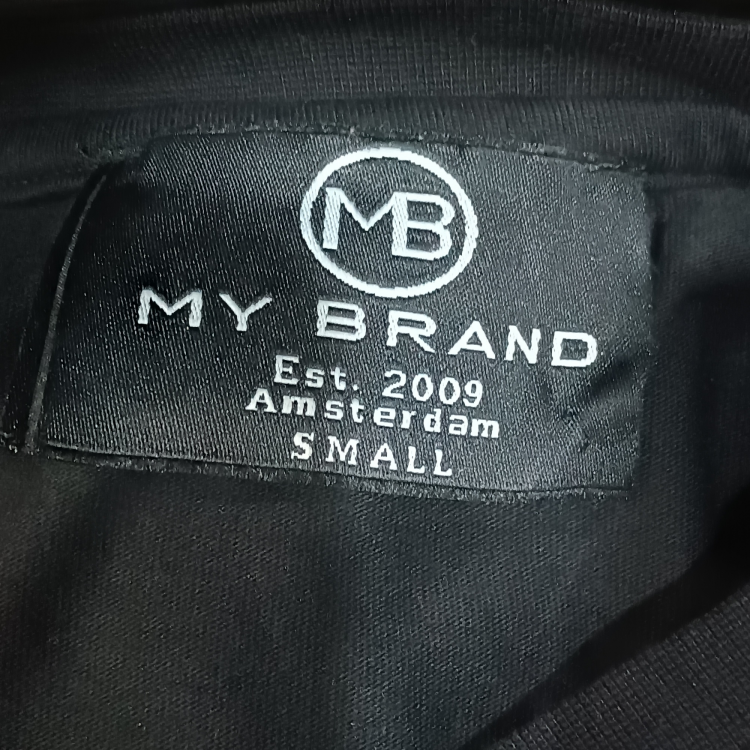 MB
MY BRAND
Est. 2009
Amsterdam
SMALL